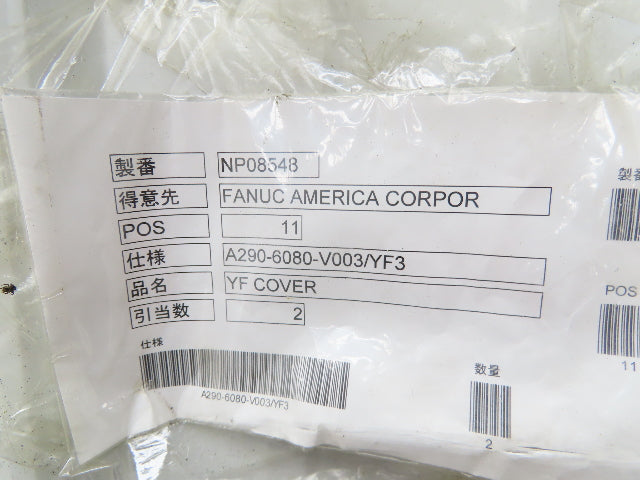 製番 NP08548
得意先 FANUC AMERICA CORPOR
POS 11
仕様 A290-6080-V003/YF3
品名 YF COVER
引当数 2
仕様
A290-6080-V003/YF3
数量
2
製番
POS
11